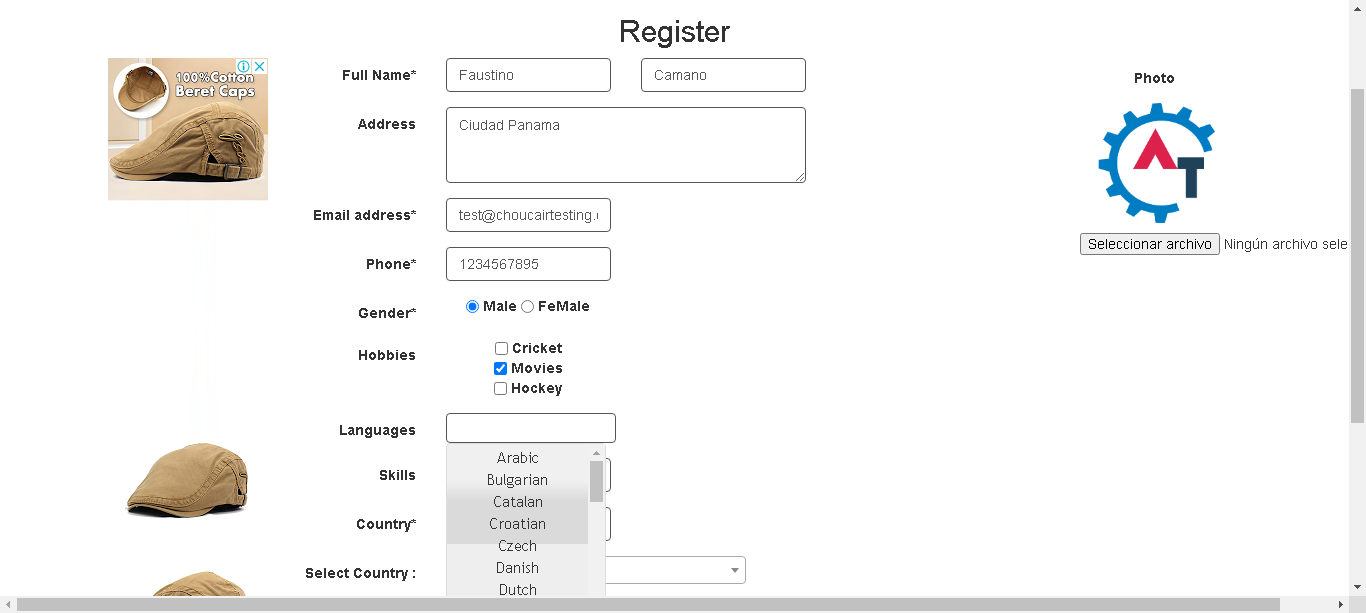 Register
100%Cotton
Beret Caps
Full Name*
Faustino
Camano
Photo
Address
Ciudad Panama
AT
Email address*
test@choucairtesting.
Seleccionar archivo
Ningún archivo sele
Phone*
1234567895
Gender*
Male
FeMale
Hobbies
Cricket
Movies
Hockey
Languages
Arabic
Bulgarian
Catalan
Croatian
Czech
Danish
Dutch
Skills
Country*
Select Country :